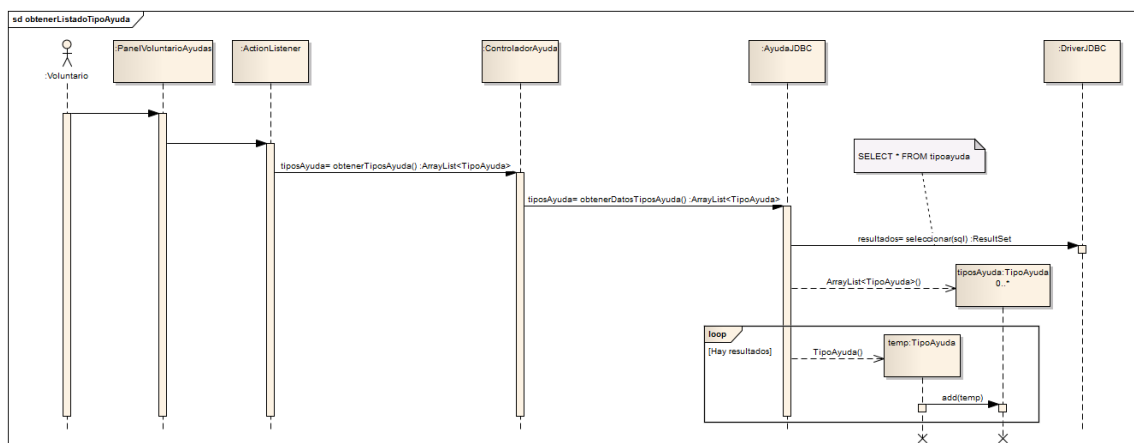 sd obtenerListadoTipoAyuda
:Voluntario
:PanelVoluntarioAyudas
:ActionListener
:ControladorAyuda
:AyudaJDBC
:DriverJDBC
tiposAyuda= obtenerTiposAyuda() :ArrayList<TipoAyuda>
SELECT * FROM tipoayuda
tiposAyuda= obtenerDatosTiposAyuda() :ArrayList<TipoAyuda>
resultados= seleccionar(sql) :ResultSet
ArrayList<TipoAyuda>()
tiposAyuda:TipoAyuda
0..*
loop
[Hay resultados]
TipoAyuda()
temp:TipoAyuda
add(temp)